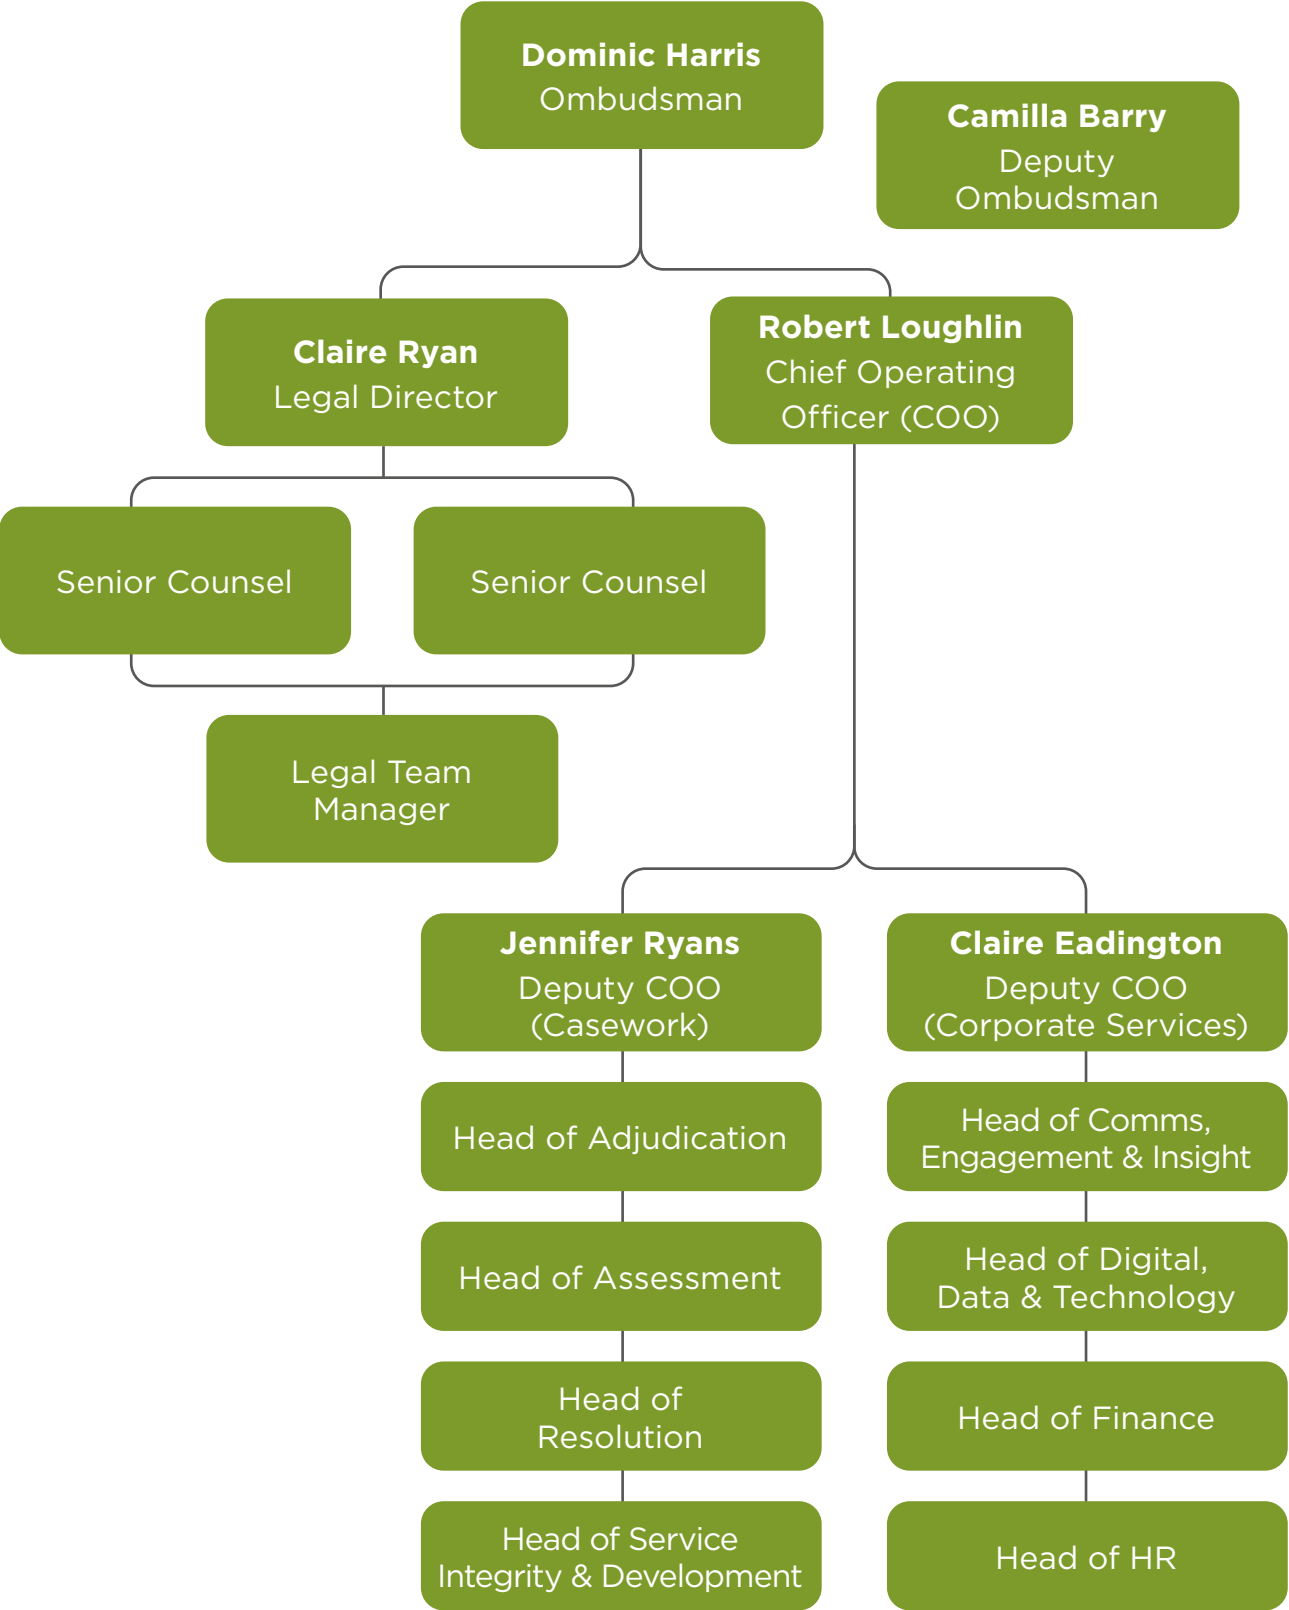 Dominic Harris
Ombudsman
Camilla Barry
Deputy
Ombudsman
Claire Ryan
Legal Director
Robert Loughlin
Chief Operating
Officer (COO)
Senior Counsel
Senior Counsel
Legal Team
Manager
Jennifer Ryans
Deputy COO
(Casework)
Claire Eadington
Deputy COO
(Corporate Services)
Head of Adjudication
Head of Comms,
Engagement & Insight
Head of Assessment
Head of Digital,
Data & Technology
Head of
Resolution
Head of Finance
Head of Service
Integrity & Development
Head of HR